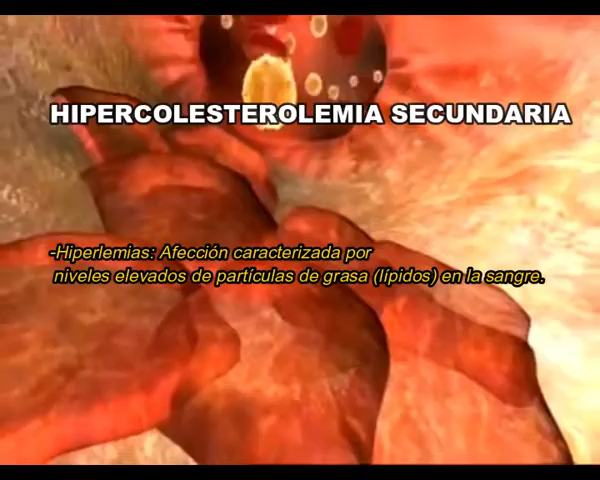 HIPERCOLESTEROLEMIA SECUNDARIA
-Hiperlemias: Afección caracterizada por
niveles elevados de partículas de grasa (lípidos) en la sangre.